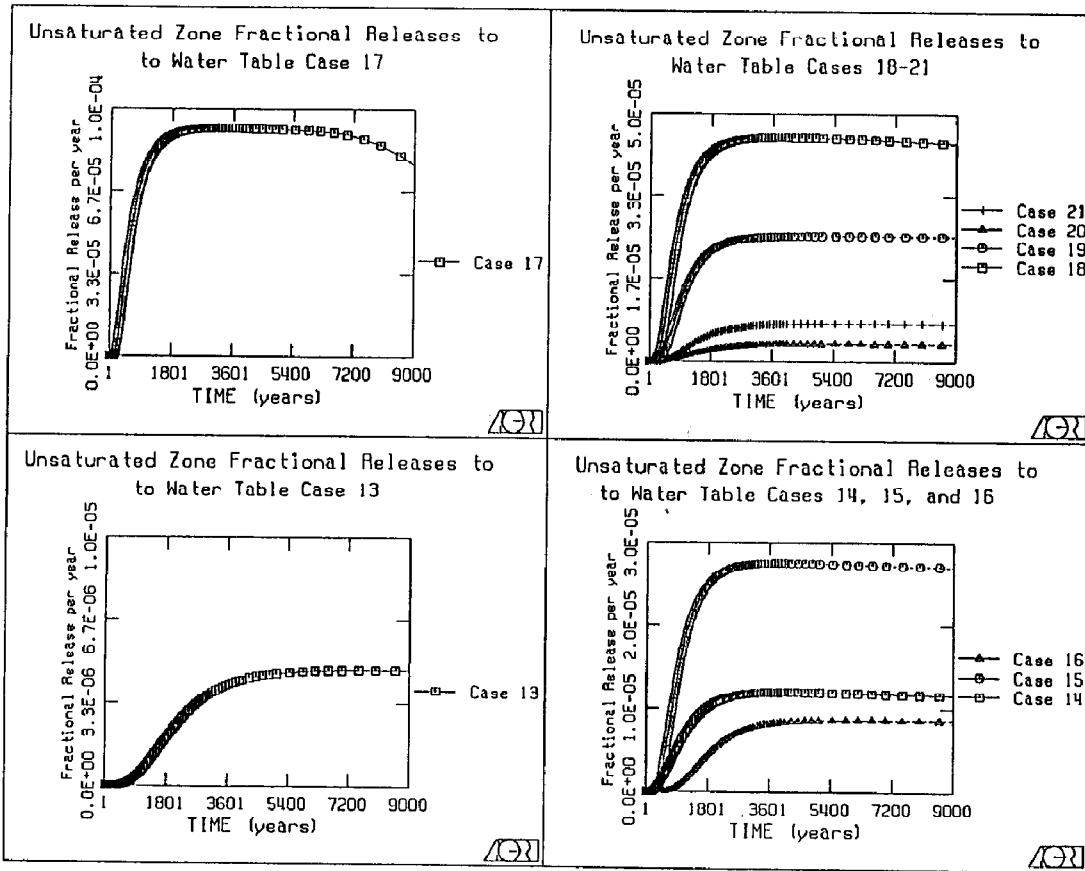 Unsaturated Zone Fractional Releases to
to Water Table Case 17
Fractional Release per year
0.0E+00 3.3E-05 6.7E-05 1.0E-04
1 1801 3601 5400 7200 9000
TIME (years)
Case 17
Unsaturated Zone Fractional Releases to
Water Table Cases 18-21
Fractional Release per year
0.0E+00 1.7E-05 3.3E-05 5.0E-05
1 1801 3601 5400 7200 9000
TIME (years)
Case 21
Case 20
Case 19
Case 18
Unsaturated Zone Fractional Releases to
to Water Table Case 13
Fractional Release per year
0.0E+00 3.3E-06 6.7E-06 1.0E-05
1 1801 3601 5400 7200 9000
TIME (years)
Case 13
Unsaturated Zone Fractional Releases to
to Water Table Cases 14, 15, and 16
Fractional Release per year
0.0E+00 1.0E-05 2.0E-05 3.0E-05
1 1801 3601 5400 7200 9000
TIME (years)
Case 16
Case 15
Case 14